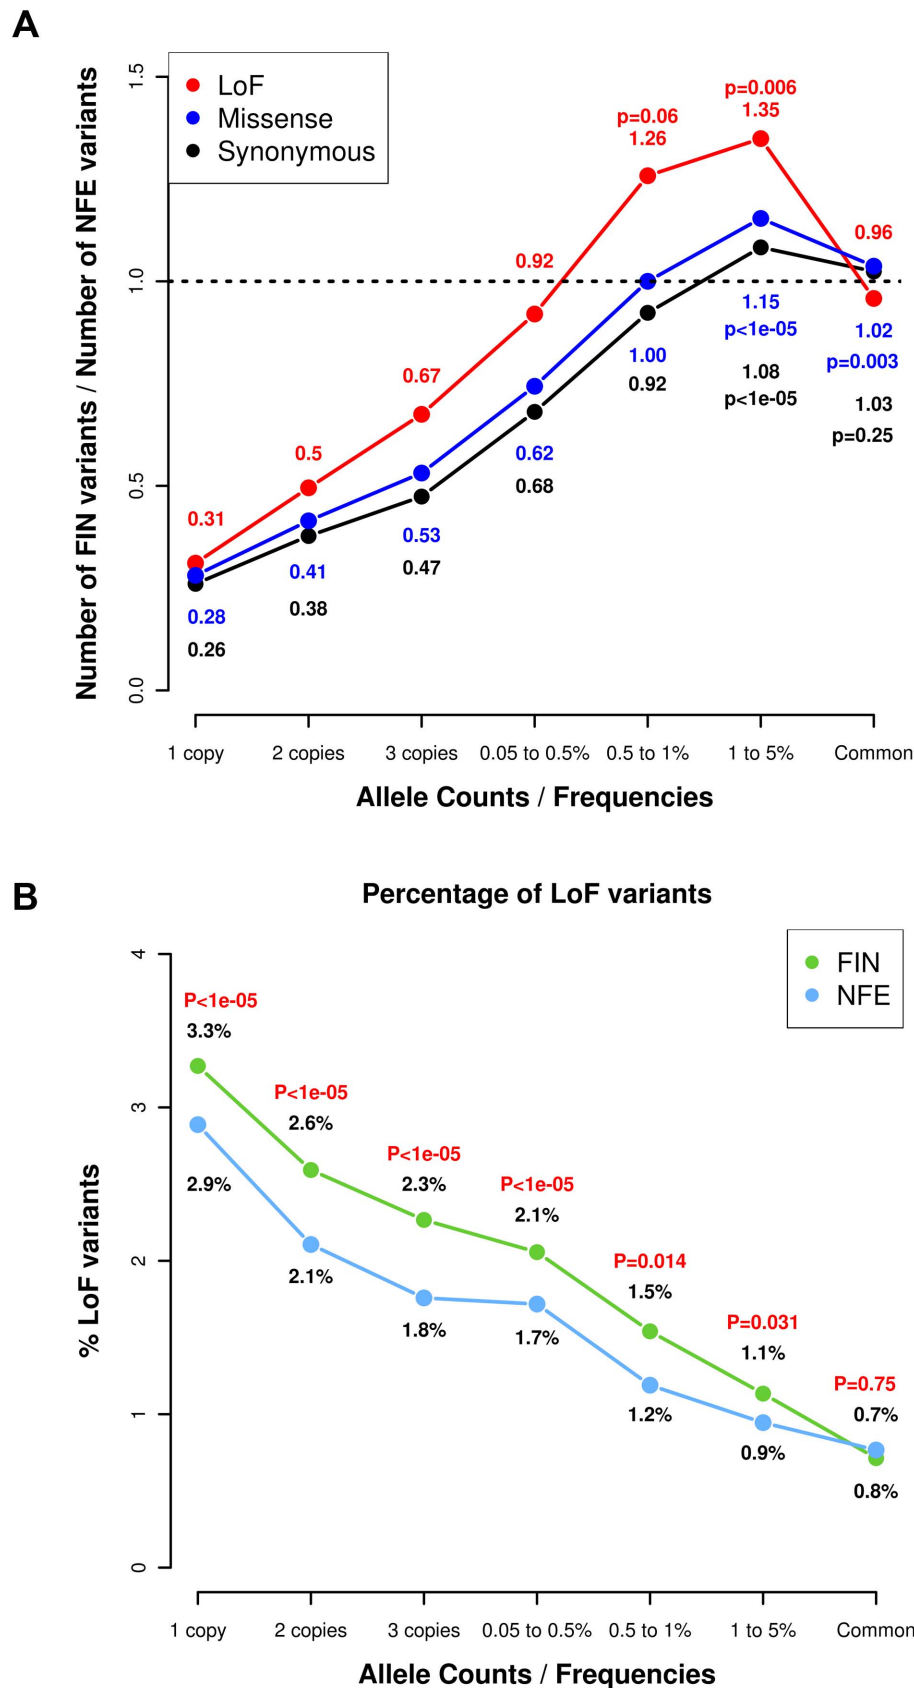 A
Number of FIN variants / Number of NFE variants
1.5
1.0
0.5
0.0
LoF
Missense
Synonymous
p=0.006
1.35
p=0.06
1.26
0.96
0.92
0.67
0.5
0.31
1.15
p<1e-05
1.02
p=0.003
1.00
0.92
1.08
p<1e-05
1.03
p=0.25
0.62
0.68
0.53
0.47
0.41
0.38
0.28
0.26
1 copy 2 copies 3 copies 0.05 to 0.5% 0.5 to 1% 1 to 5% Common
Allele Counts / Frequencies
B
Percentage of LoF variants
% LoF variants
4
3
2
1
0
FIN
NFE
P<1e-05
3.3%
P<1e-05
2.6%
P<1e-05
2.3%
P<1e-05
2.1%
P=0.014
1.5%
P=0.031
1.1%
P=0.75
0.7%
2.9%
2.1%
1.8%
1.7%
1.2%
0.9%
0.8%
1 copy 2 copies 3 copies 0.05 to 0.5% 0.5 to 1% 1 to 5% Common
Allele Counts / Frequencies